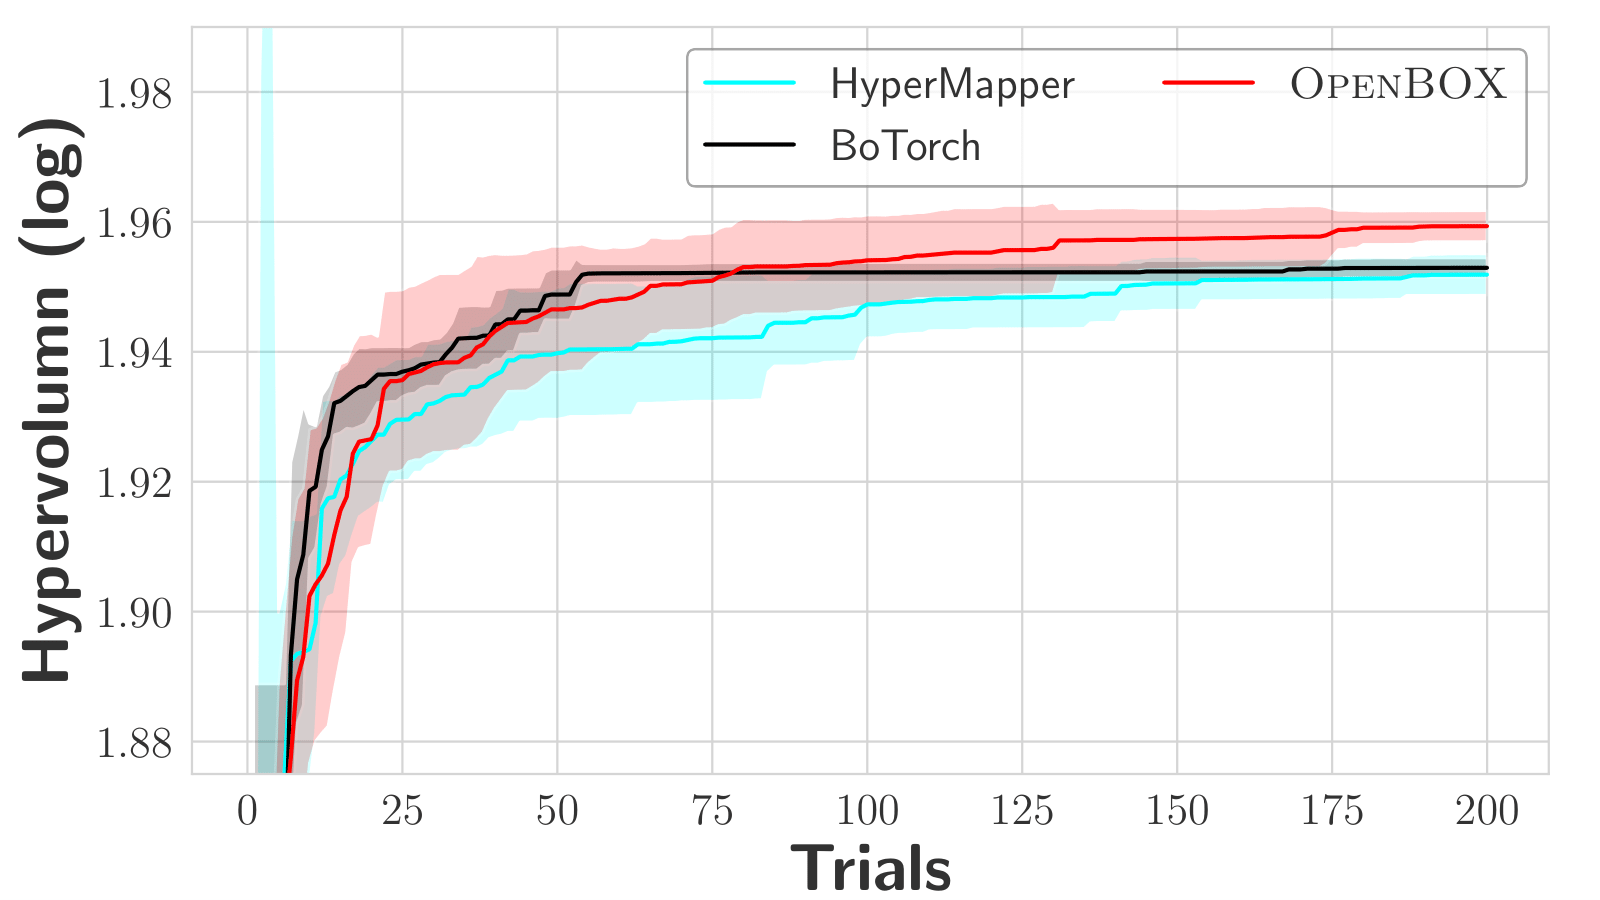 HyperMapper
BoTorch
OPENBOX
1.98
1.96
1.94
1.92
1.90
1.88
Hypervolumn (log)
0 25 50 75 100 125 150 175 200
Trials